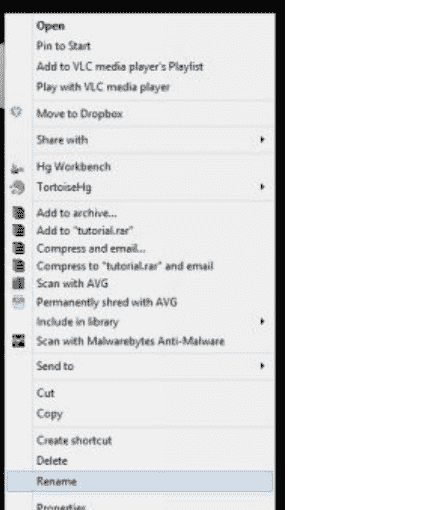 Open
Pin to Start
Add to VLC media player's Playlist
Play with VLC media player
Move to Dropbox
Share with
Hg Workbench
TortoiseHg
Add to archive...
Add to "tutorial.rar"
Compress and email...
Compress to "tutorial.rar" and email
Scan with AVG
Permanently shred with AVG
Include in library
Scan with Malwarebytes Anti-Malware
Send to
Cut
Copy
Create shortcut
Delete
Rename
Properties